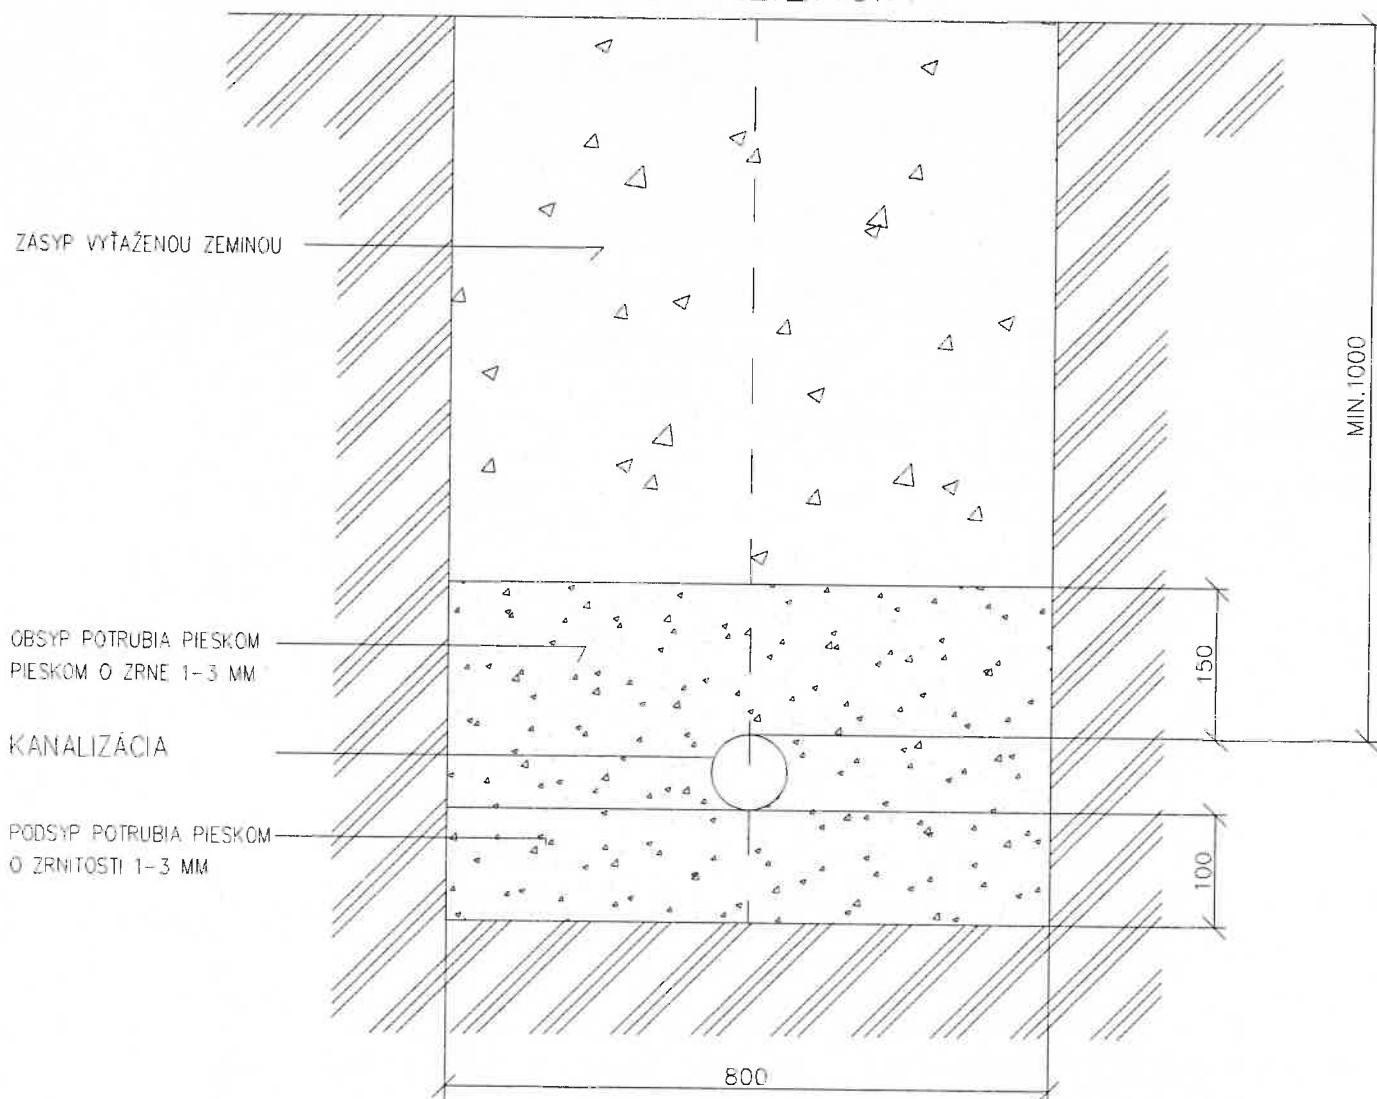 ZÁSYP VYŤAŽENOU ZEMINOU
MIN.1000
OBSYP POTRUBIA PIESKOM
PIESKOM O ZRNE 1-3 MM
150
KANALIZÁCIA
PODSYP POTRUBIA PIESKOM
O ZRNITOSTI 1-3 MM
100
800